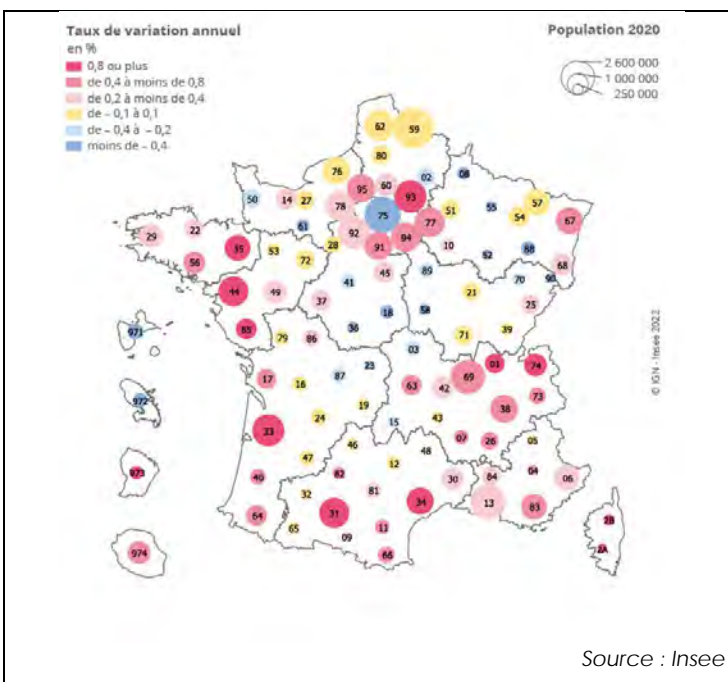 Taux de variation annuel
en %
0,8 ou plus
de 0,4 à moins de 0,8
de 0,2 à moins de 0,4
de – 0,1 à 0,1
de – 0,4 à – 0,2
moins de – 0,4
Population 2020
2 600 000
1 000 000
250 000
62 59
80
76 02 08
95 60 93
50 14 27 78 75 77 51 55 54 57 67
61 92 91 94 10 52 88 68
29 22 35 53 28
56 72 45 89 70 90
44 49 41 21 25
37 18 58
85 36 71 39
971 79 86 03
23 01 74
17 16 87 63 42 69
972 19 38 73
33 24 15 43
07 26 05
47 46 48
973 40 82 12 30 84 04 06
32 81 34 13
64 31 83 2B
974 65 09 11
66 2A
© IGN - Insee 2022
Source : Insee